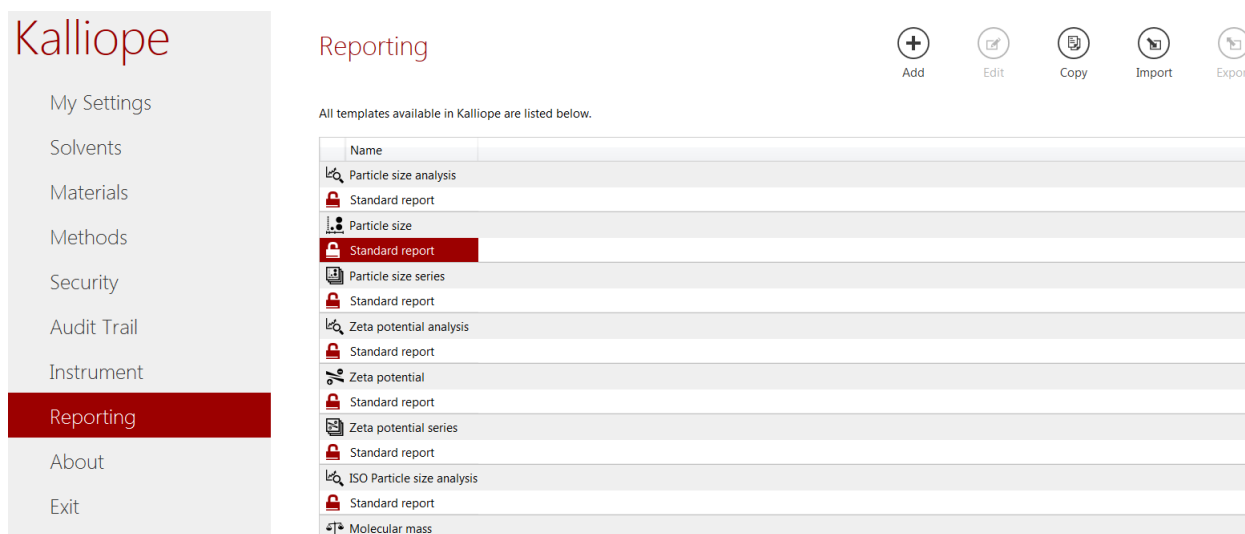 Kalliope
My Settings
Solvents
Materials
Methods
Security
Audit Trail
Instrument
Reporting
About
Exit
Reporting
Add
Edit
Copy
Import
Expor
All templates available in Kalliope are listed below.
Name
Particle size analysis
Standard report
Particle size
Standard report
Particle size series
Standard report
Zeta potential analysis
Standard report
Zeta potential
Standard report
Zeta potential series
Standard report
ISO Particle size analysis
Standard report
Molecular mass